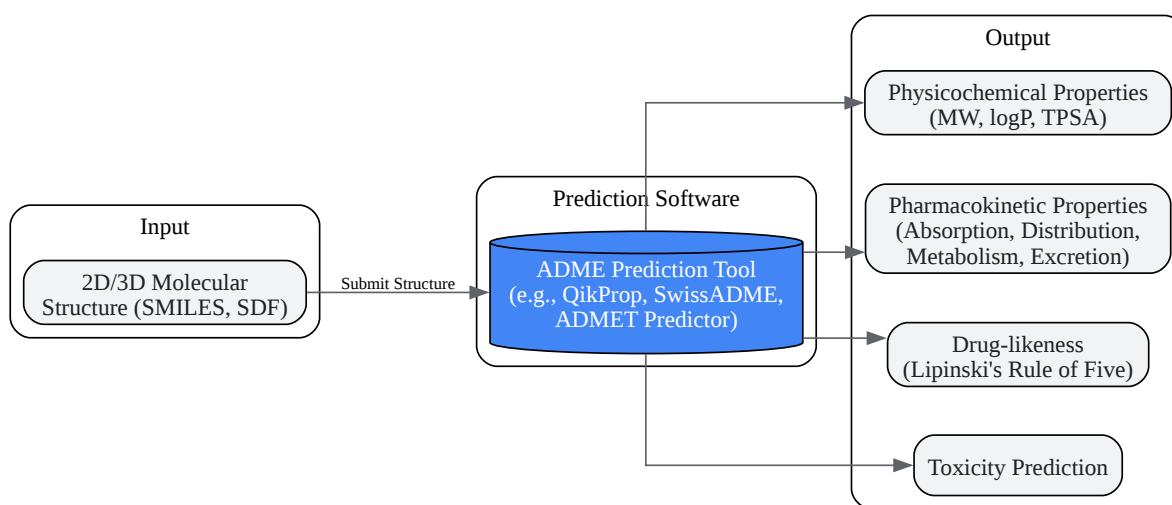 Input
2D/3D Molecular
Structure (SMILES, SDF)
Submit Structure
Prediction Software
ADME Prediction Tool
(e.g., QikProp, SwissADME,
ADMET Predictor)
Output
Physicochemical Properties
(MW, logP, TPSA)
Pharmacokinetic Properties
(Absorption, Distribution,
Metabolism, Excretion)
Drug-likeness
(Lipinski's Rule of Five)
Toxicity Prediction